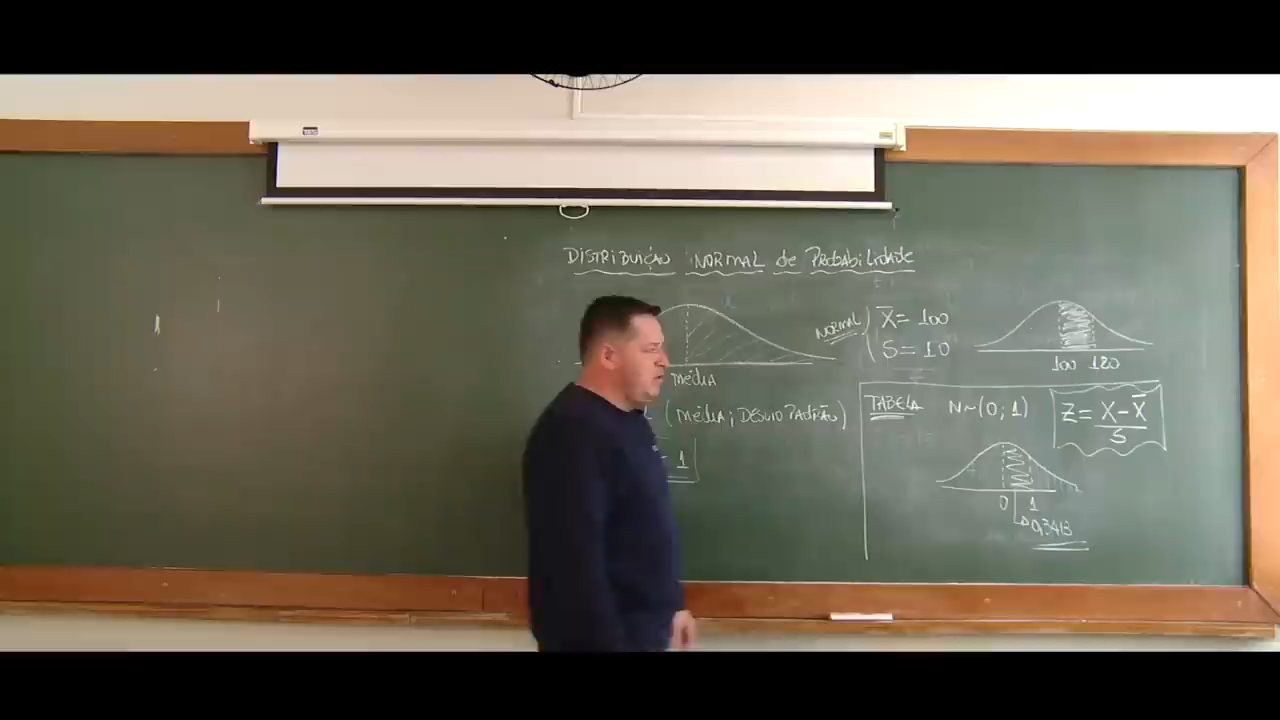 DISTRIBUIÇÃO NORMAL de PROBABILIDADE
média
(média; DESVIO PADRÃO)
= 1
NORMAL
X̄ = 100
S = 10
100 120
TABELA
N~(0; 1)
Z = X - X̄
S
0 1
0,3413